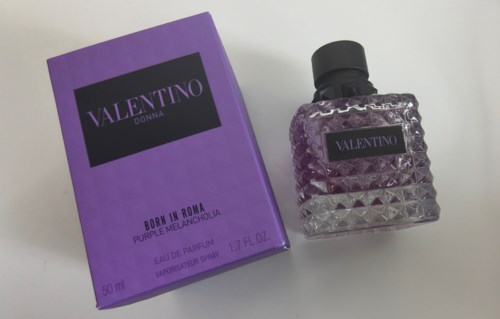 VALENTINO
DONNA
BORN IN ROMA
PURPLE MELANCHOLIA
EAU DE PARFUM
VAPORISATEUR SPRAY
50 ml 1.7 FL.OZ.
VALENTINO